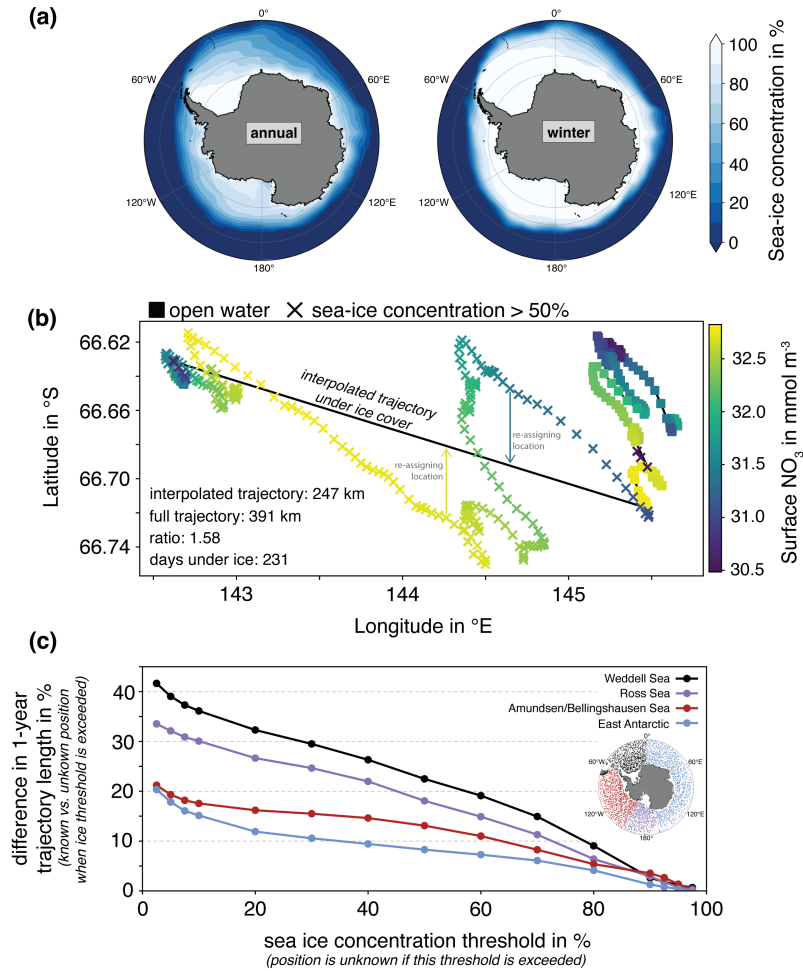 (a)
0°
0°
60°W
60°E
60°W
60°E
annual
winter
120°W
120°E
120°W
120°E
180°
180°
100
80
60
40
20
0
Sea-ice concentration in %
(b)
open water
sea-ice concentration > 50%
66.62
66.66
66.70
66.74
Latitude in °S
interpolated trajectory
under ice cover
re-assigning
location
re-assigning
location
interpolated trajectory: 247 km
full trajectory: 391 km
ratio: 1.58
days under ice: 231
143
144
145
Longitude in °E
32.5
32.0
31.5
31.0
30.5
Surface NO3 in mmol m-3
(c)
difference in 1-year
trajectory length in %
(known vs. unkown position
when ice threshold is exceeded)
40
30
20
10
0
Weddell Sea
Ross Sea
Amundsen/Bellingshausen Sea
East Antarctic
0°
60°W
60°E
120°W
120°E
180°
0
20
40
60
80
100
sea ice concentration threshold in %
(position is unknown if this threshold is exceeded)